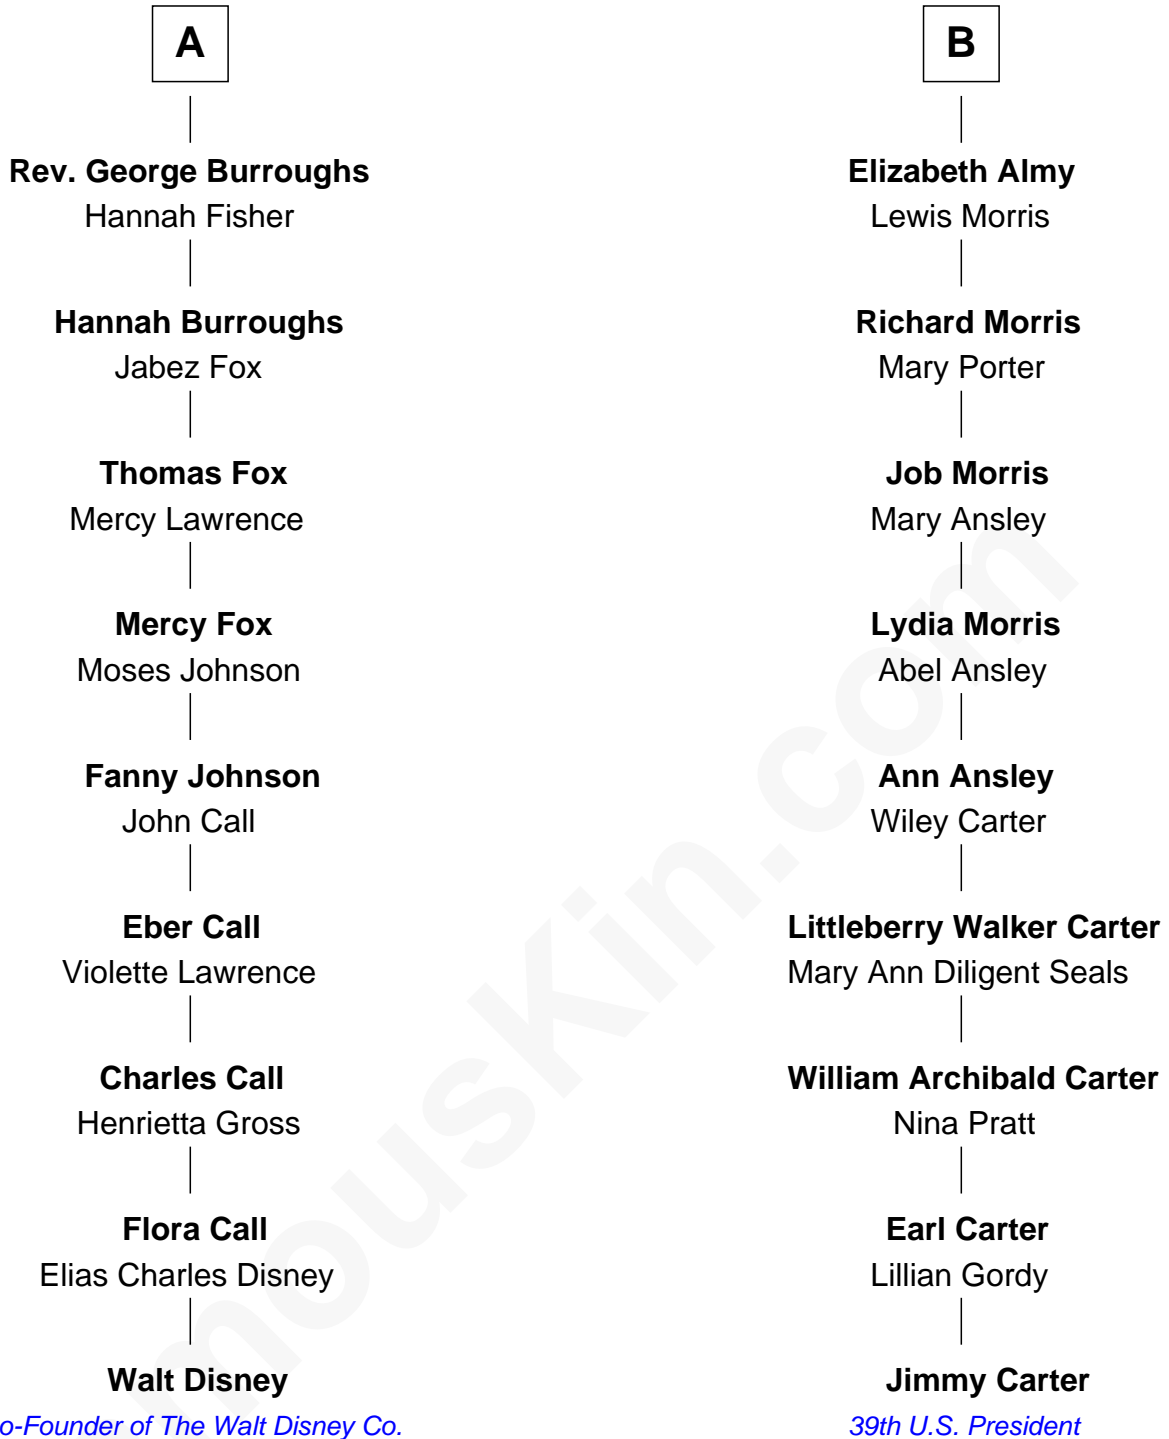 A
B
Rev. George Burroughs
Hannah Fisher
Elizabeth Almy
Lewis Morris
Hannah Burroughs
Jabez Fox
Richard Morris
Mary Porter
Thomas Fox
Mercy Lawrence
Job Morris
Mary Ansley
Mercy Fox
Moses Johnson
Lydia Morris
Abel Ansley
Fanny Johnson
John Call
Ann Ansley
Wiley Carter
Eber Call
Violette Lawrence
Littleberry Walker Carter
Mary Ann Diligent Seals
Charles Call
Henrietta Gross
William Archibald Carter
Nina Pratt
Flora Call
Elias Charles Disney
Earl Carter
Lillian Gordy
Walt Disney
o-Founder of The Walt Disney Co.
Jimmy Carter
39th U.S. President
mouskin.com